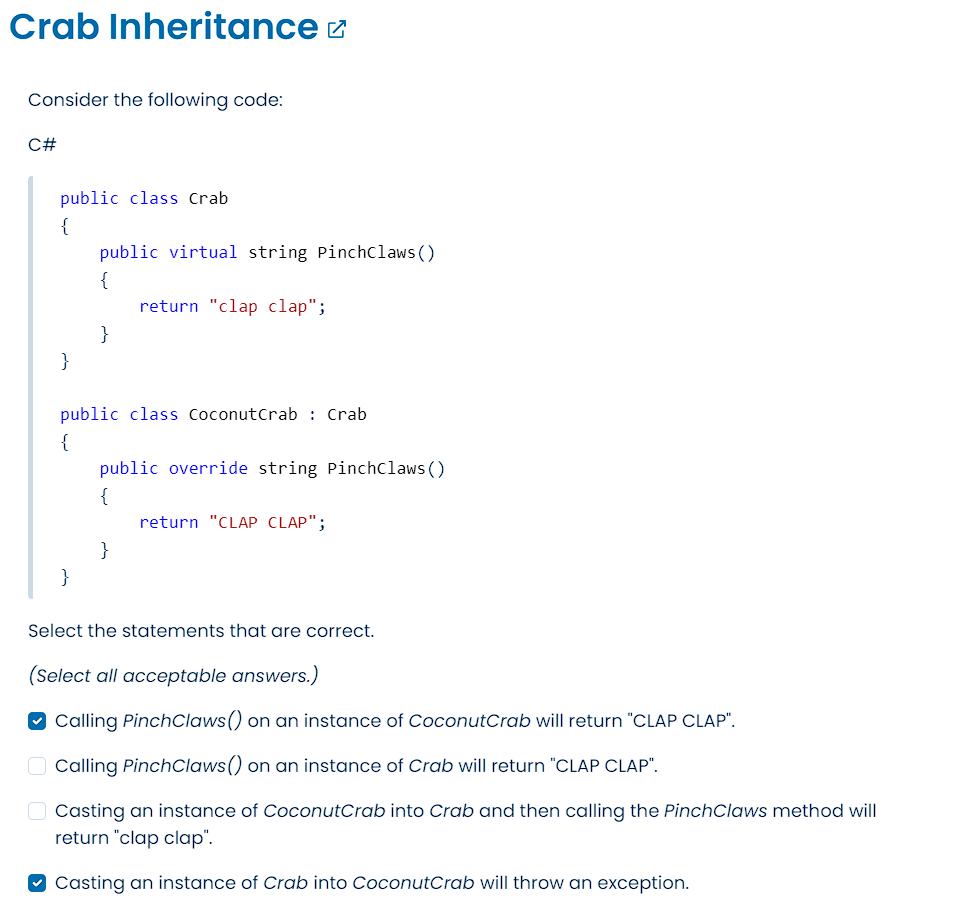 Crab Inheritance
Consider the following code:
C#
public class Crab
{
    public virtual string PinchClaws()
    {
        return "clap clap";
    }
}
public class CoconutCrab : Crab
{
    public override string PinchClaws()
    {
        return "CLAP CLAP";
    }
}
Select the statements that are correct.
(Select all acceptable answers.)
Calling PinchClaws() on an instance of CoconutCrab will return "CLAP CLAP".
Calling PinchClaws() on an instance of Crab will return "CLAP CLAP".
Casting an instance of CoconutCrab into Crab and then calling the PinchClaws method will
return "clap clap".
Casting an instance of Crab into CoconutCrab will throw an exception.